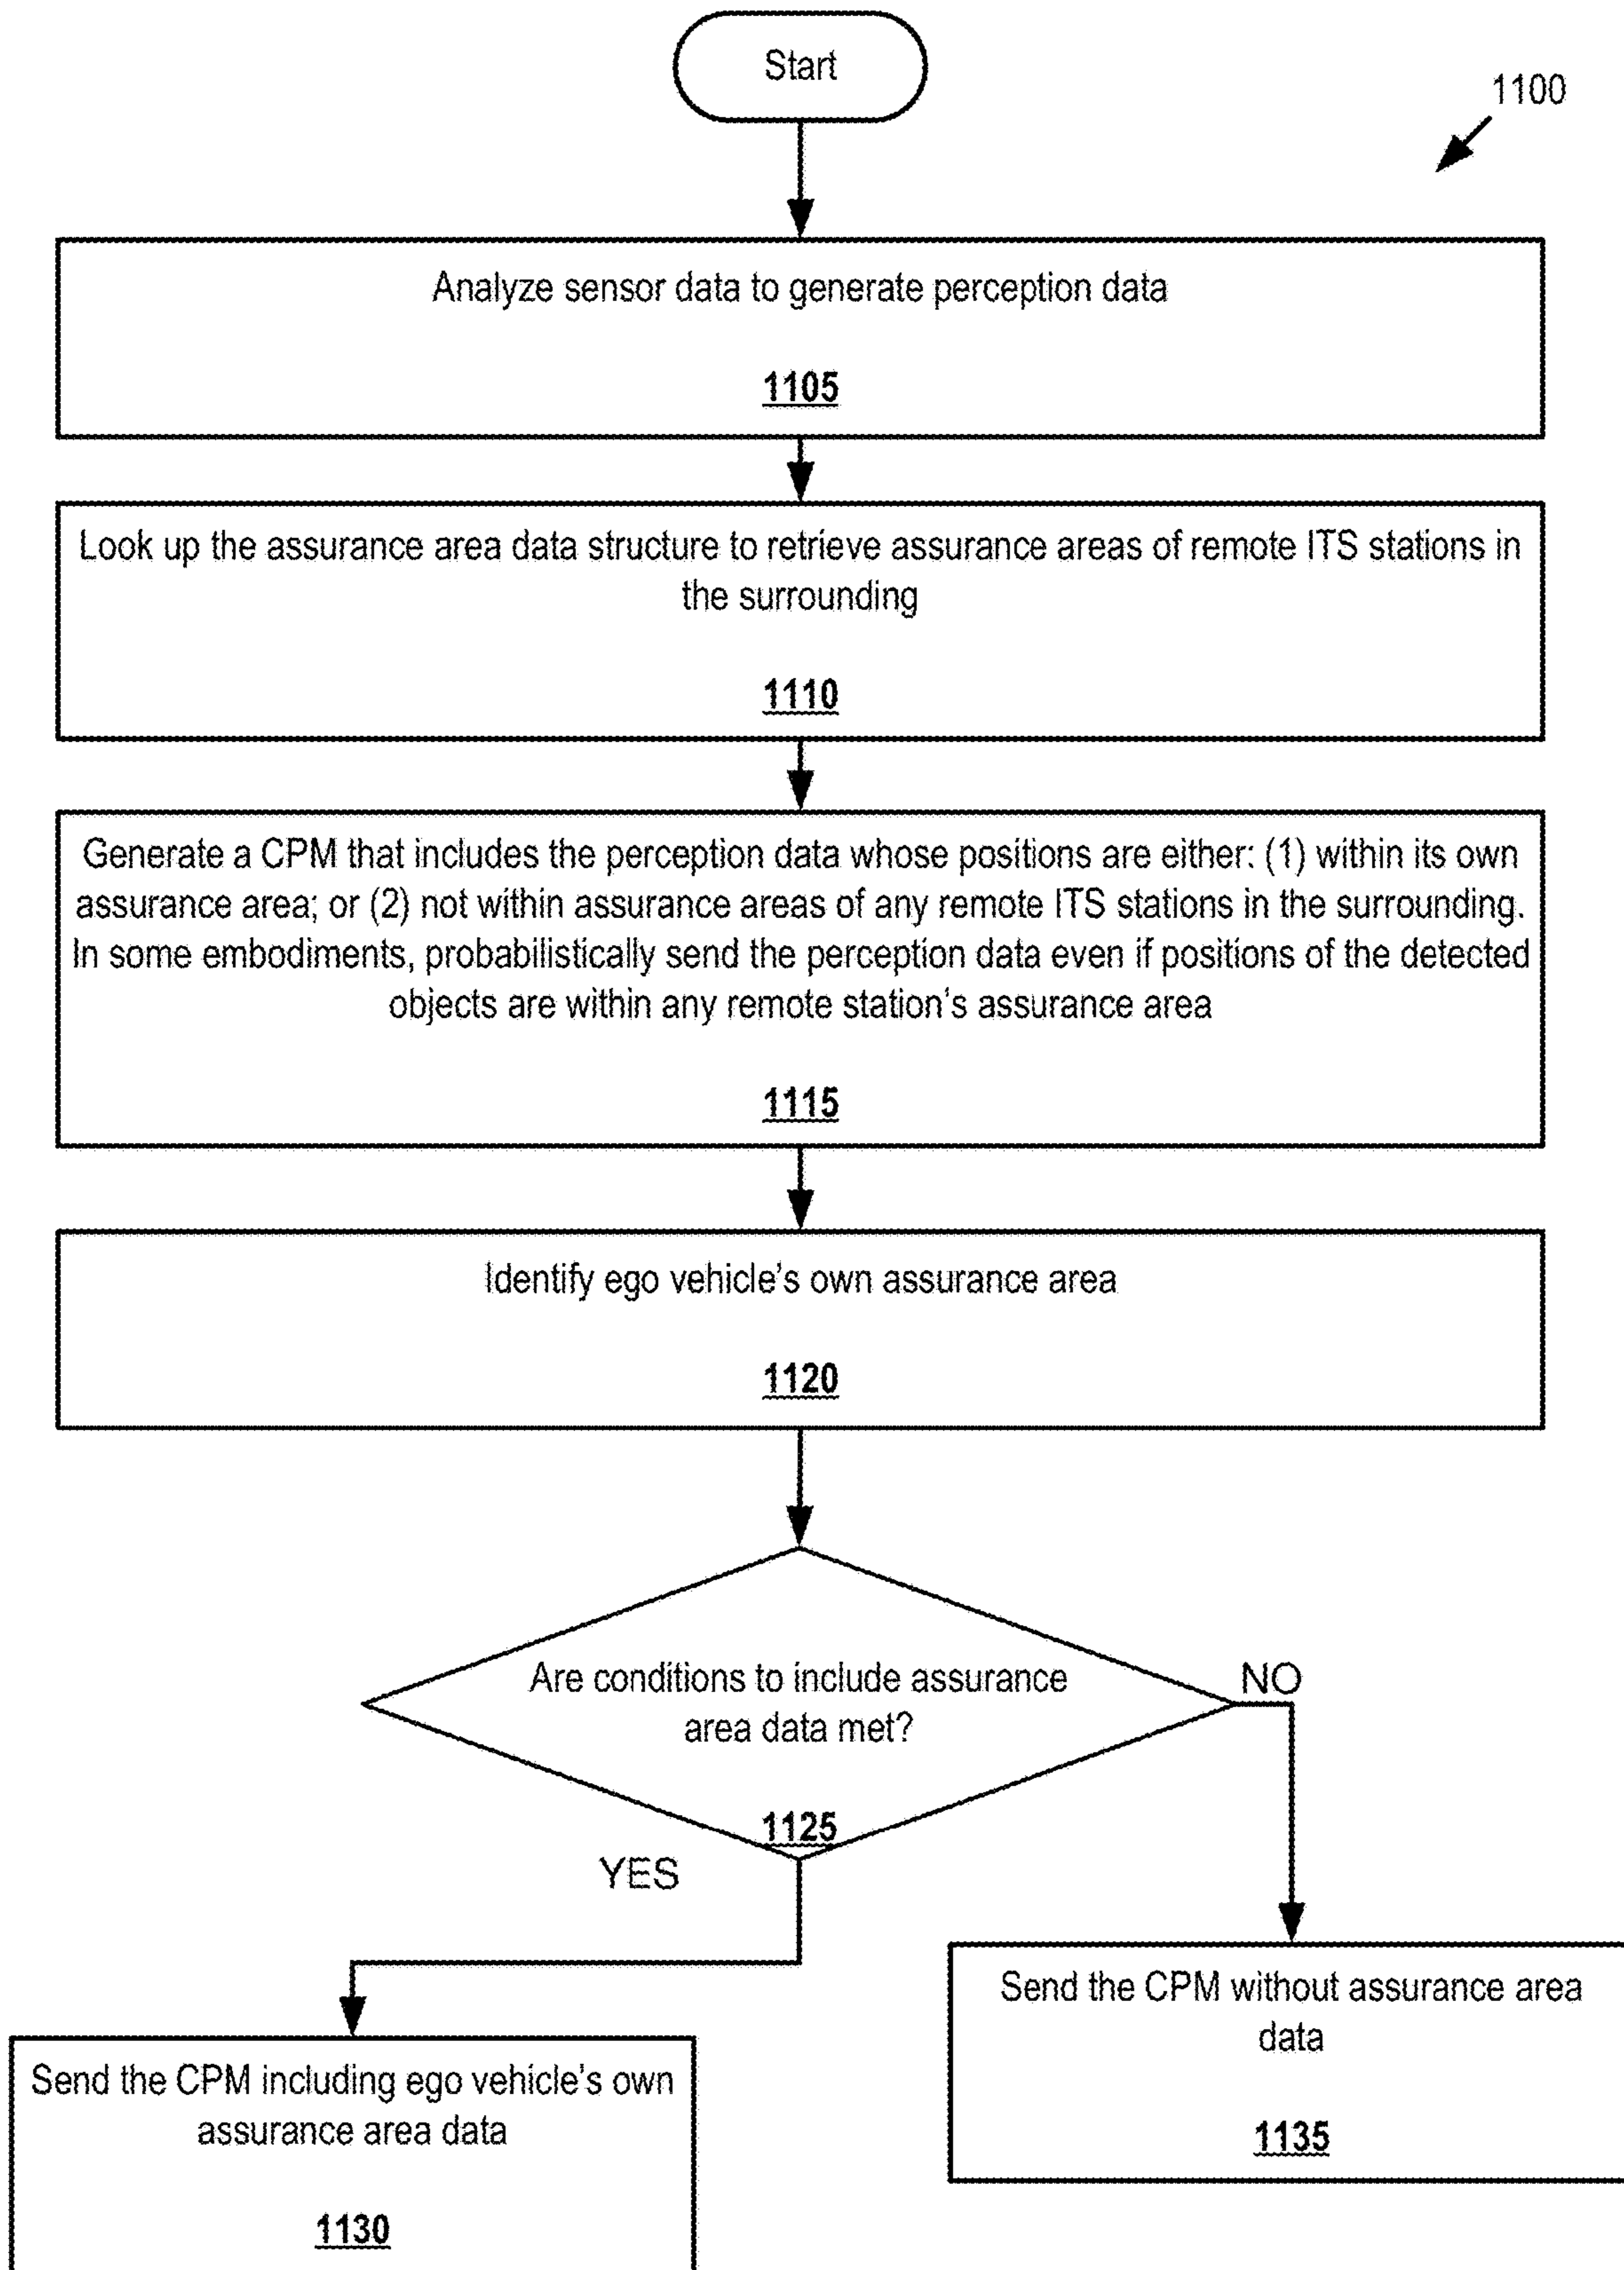 Start
1100
Analyze sensor data to generate perception data
1105
Look up the assurance area data structure to retrieve assurance areas of remote ITS stations in
the surrounding
1110
Generate a CPM that includes the perception data whose positions are either: (1) within its own
assurance area; or (2) not within assurance areas of any remote ITS stations in the surrounding.
In some embodiments, probabilistically send the perception data even if positions of the detected
objects are within any remote station's assurance area
1115
Identify ego vehicle's own assurance area
1120
Are conditions to include assurance
area data met?
1125
NO
YES
Send the CPM without assurance area
data
1135
Send the CPM including ego vehicle's own
assurance area data
1130